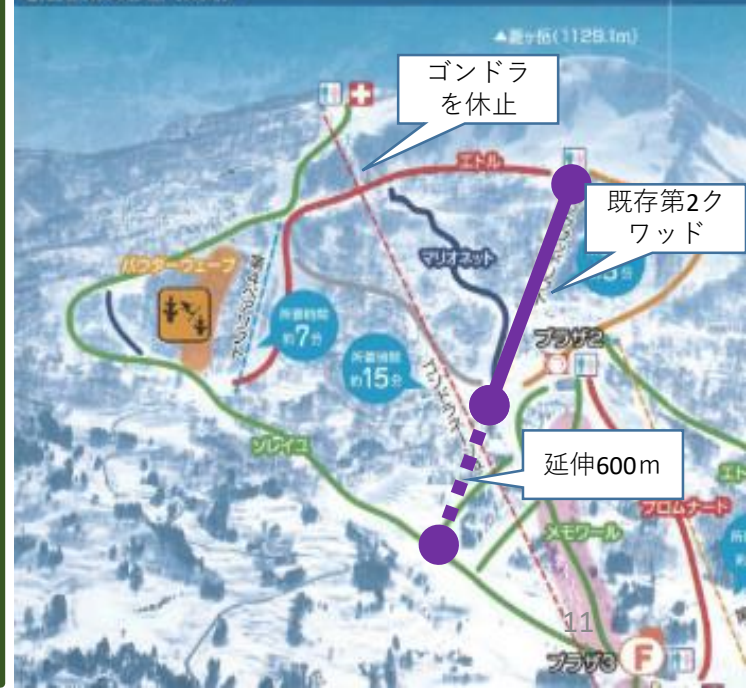 ▲菱ヶ岳(1129.1m)
ゴンドラ
を休止
エトル
既存第2ク
ワッド
パウダーウェーブ
マリオネット
所要時間
約7分
プラザ2
所要時間
約15分
ソレイユ
延伸600m
プロムナード
メモワール
11
プラザ3
F